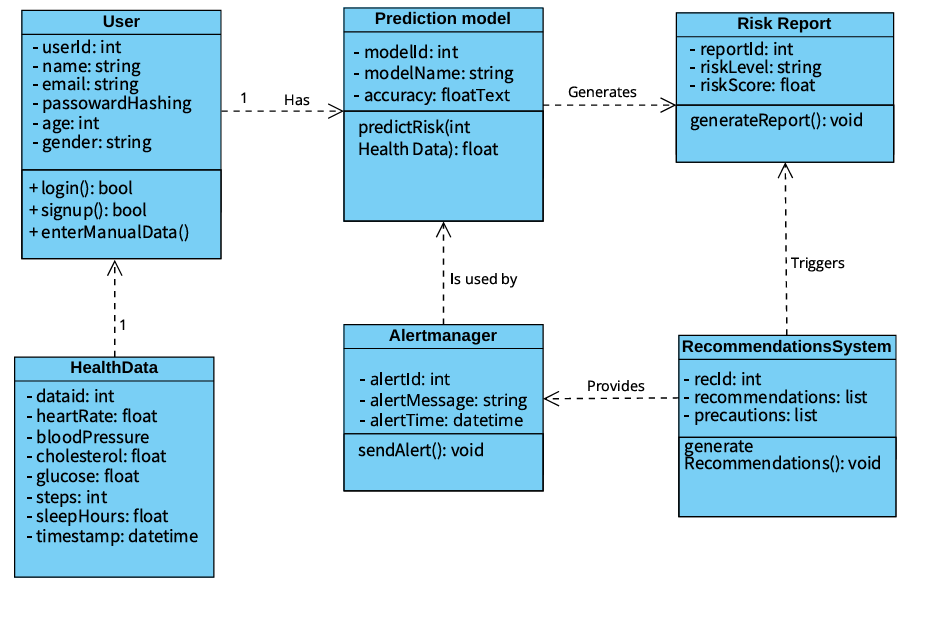 User
- userId: int
- name: string
- email: string
- passowardHashing
- age: int
- gender: string
+ login(): bool
+ signup(): bool
+ enterManualData()
1
Has
Prediction model
- modelId: int
- modelName: string
- accuracy: floatText
predictRisk(int
Health Data): float
Generates
Risk Report
- reportId: int
- riskLevel: string
- riskScore: float
generateReport(): void
1
Is used by
Triggers
HealthData
- dataid: int
- heartRate: float
- bloodPressure
- cholesterol: float
- glucose: float
- steps: int
- sleepHours: float
- timestamp: datetime
Alertmanager
- alertId: int
- alertMessage: string
- alertTime: datetime
sendAlert(): void
Provides
RecommendationsSystem
- recId: int
- recommendations: list
- precautions: list
generate
Recommendations(): void